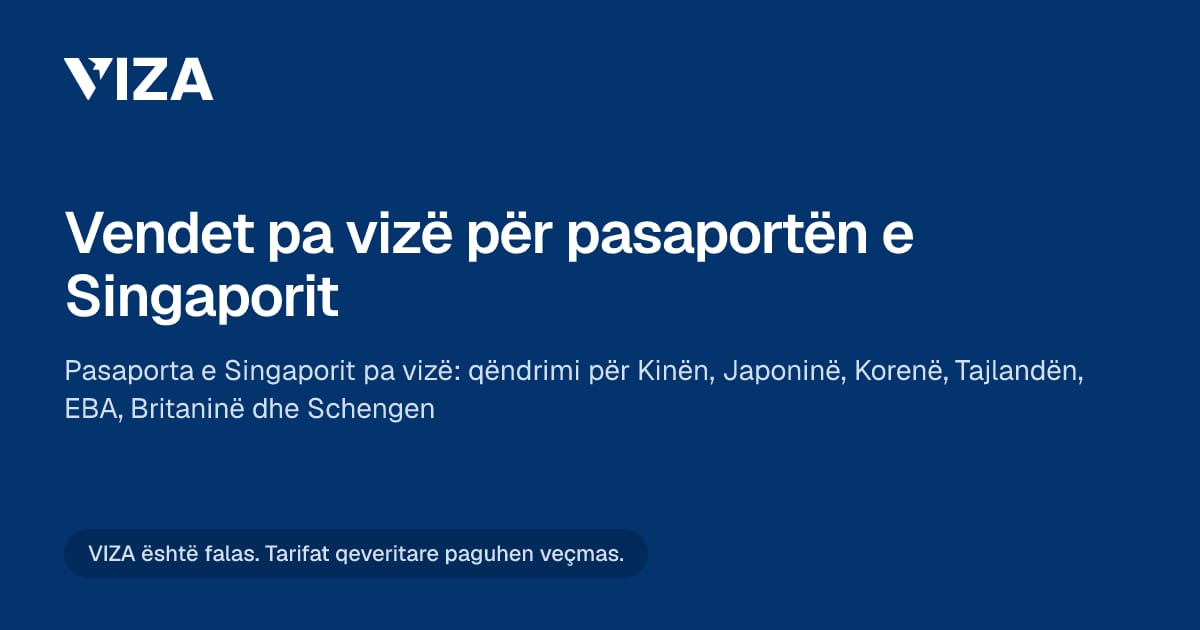 VIZA
Vendet pa vizë për pasaportën e
Singaporit
Pasaporta e Singaporit pa vizë: qëndrimi për Kinën, Japoninë, Korenë, Tajlandën,
EBA, Britaninë dhe Schengen
VIZA është falas. Tarifat qeveritare paguhen veçmas.